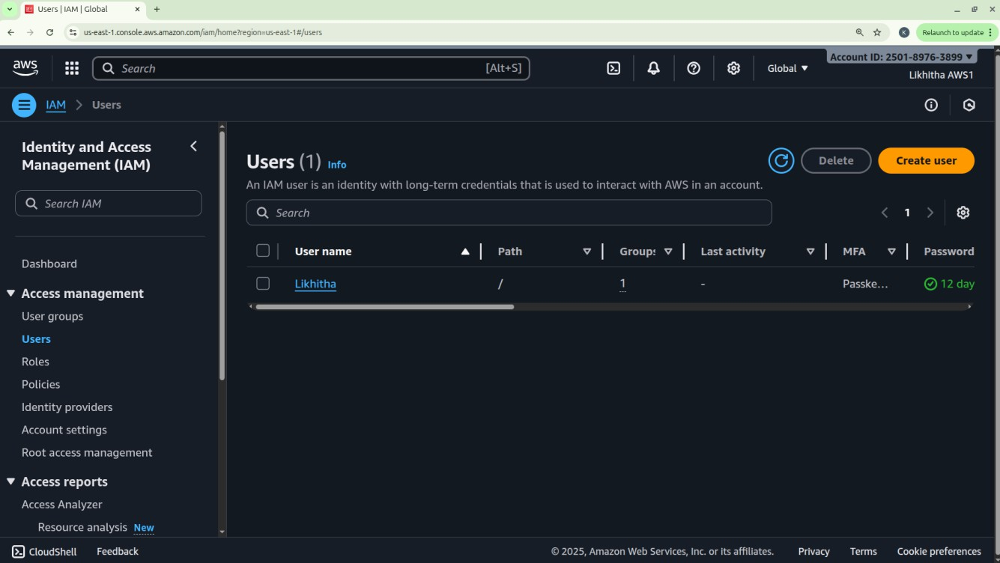 Users | IAM | Global
us-east-1.console.aws.amazon.com/iam/home?region=us-east-1#/users
K
Relaunch to update
aws
Search [Alt+S]
Global
Account ID: 2501-8976-3899
Likhitha AWS1
IAM > Users
Identity and Access
Management (IAM)
Search IAM
Dashboard
Access management
User groups
Users
Roles
Policies
Identity providers
Account settings
Root access management
Access reports
Access Analyzer
Resource analysis New
Users (1) Info
Delete
Create user
An IAM user is an identity with long-term credentials that is used to interact with AWS in an account.
Search
1
User name Path Groups Last activity MFA Password
Likhitha / 1 - Passke... 12 day
CloudShell Feedback © 2025, Amazon Web Services, Inc. or its affiliates. Privacy Terms Cookie preferences